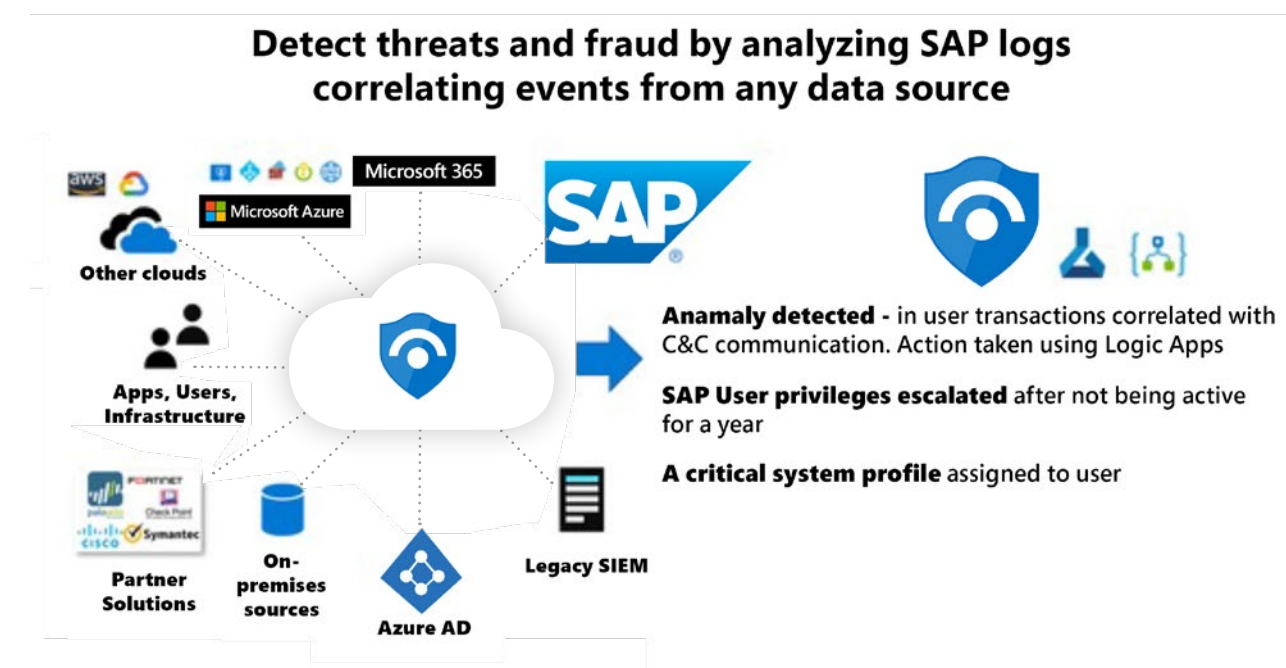 Detect threats and fraud by analyzing SAP logs
correlating events from any data source
aws
Microsoft Azure
Microsoft 365
SAP
®
Other clouds
Apps, Users,
Infrastructure
Anamaly detected - in user transactions correlated with
C&C communication. Action taken using Logic Apps
SAP User privileges escalated after not being active
for a year
A critical system profile assigned to user
paloalto
FORTINET
Check Point
CISCO
Symantec
Partner
Solutions
On-
premises
sources
Azure AD
Legacy SIEM